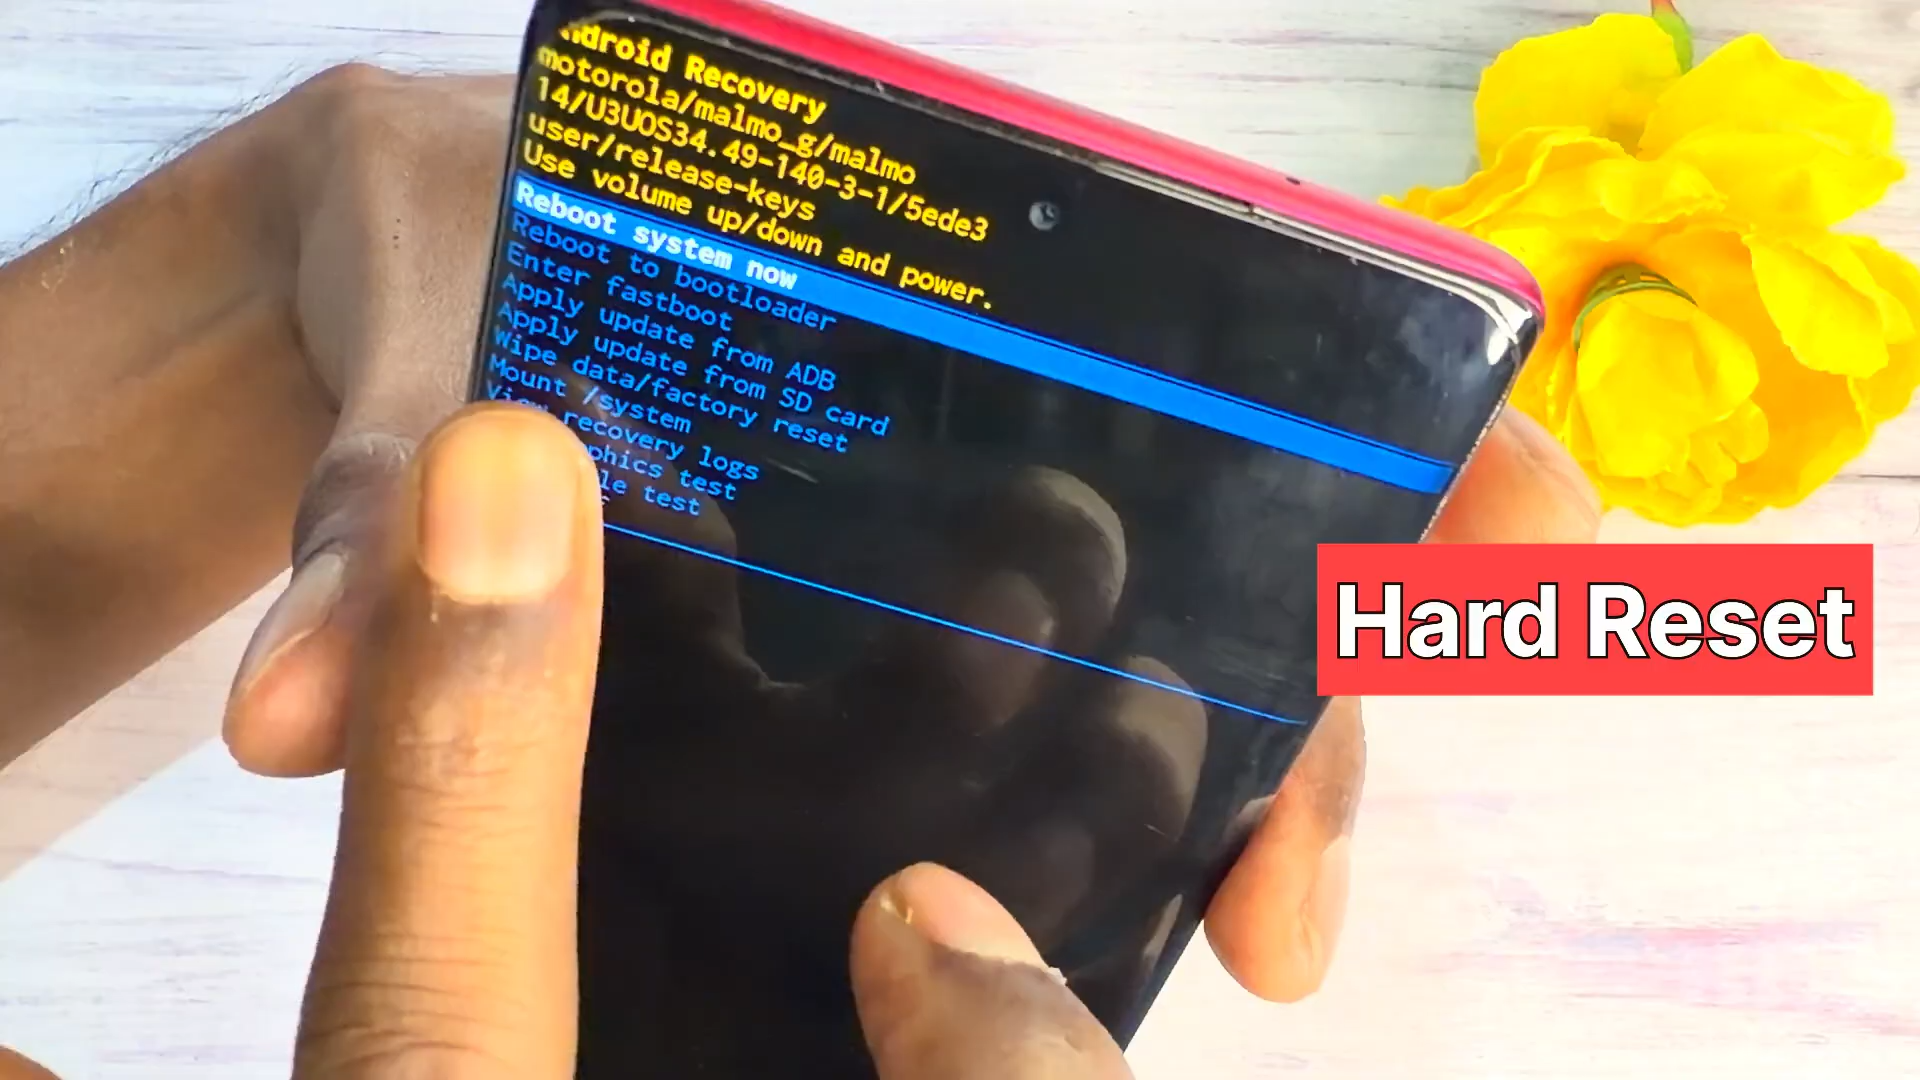 Android Recovery
motorola/malmo_g/malmo
14/U3UOS34.49-140-3-1/5ede3
user/release-keys
Use volume up/down and power.
Reboot system now
Reboot to bootloader
Enter fastboot
Apply update from ADB
Apply update from SD card
Wipe data/factory reset
Mount /system
View recovery logs
test
test
Hard Reset